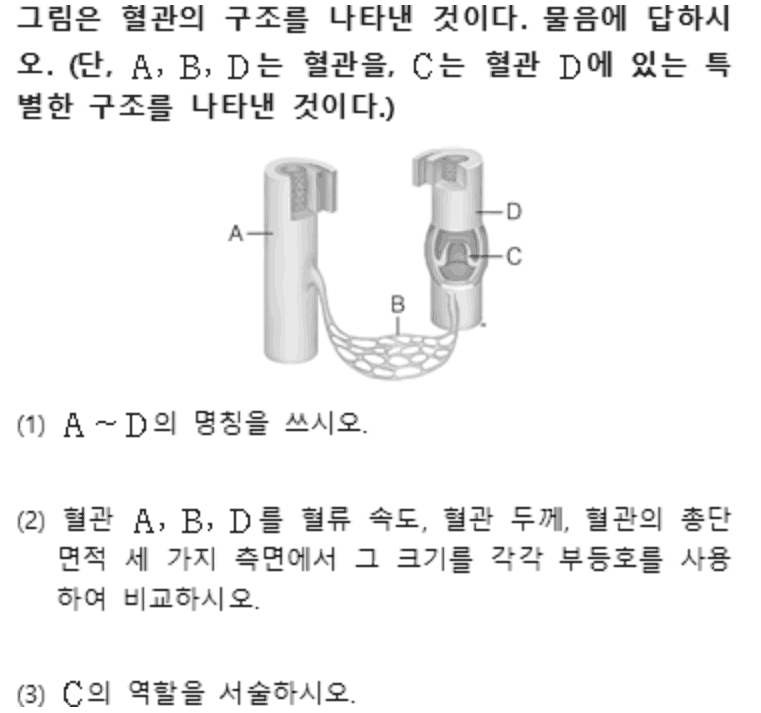 그림은 혈관의 구조를 나타낸 것이다. 물음에 답하시
오. (단, A, B, D는 혈관을, C는 혈관 D에 있는 특
별한 구조를 나타낸 것이다.)
A
D
C
B
(1) A ~ D의 명칭을 쓰시오.
(2) 혈관 A, B, D를 혈류 속도, 혈관 두께, 혈관의 총단
면적 세 가지 측면에서 그 크기를 각각 부등호를 사용
하여 비교하시오.
(3) C의 역할을 서술하시오.